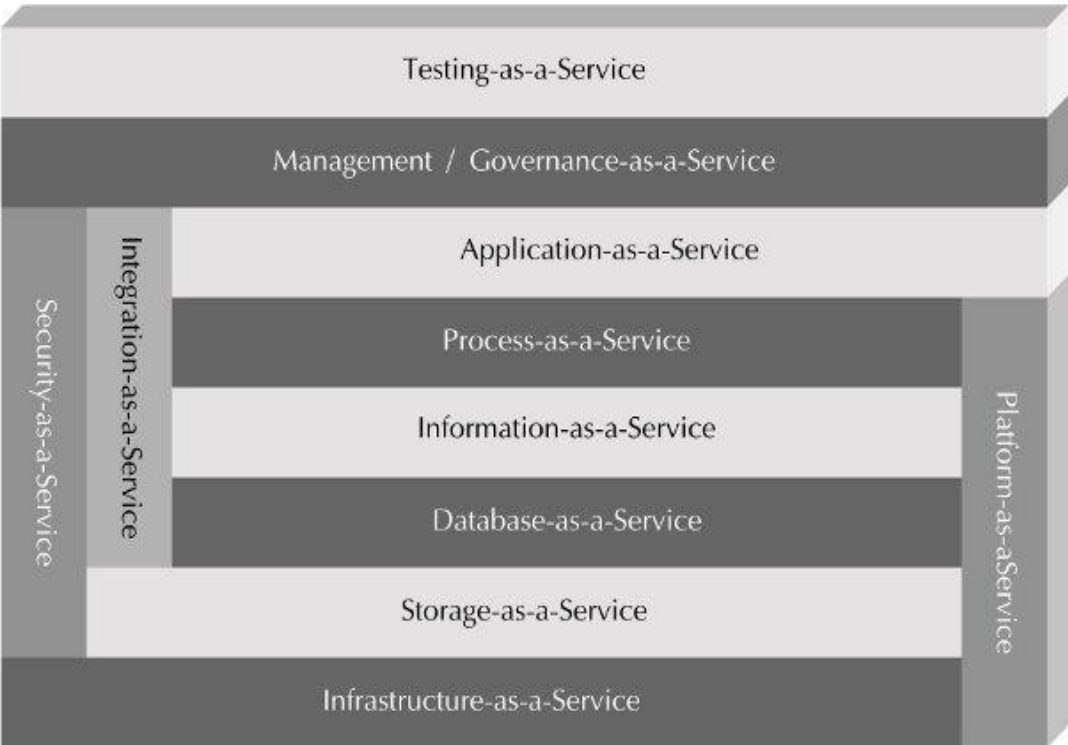 Testing-as-a-Service
Management / Governance-as-a-Service
Security-as-a-Service
Integration-as-a-Service
Application-as-a-Service
Process-as-a-Service
Information-as-a-Service
Database-as-a-Service
Storage-as-a-Service
Infrastructure-as-a-Service
Platform-as-aService